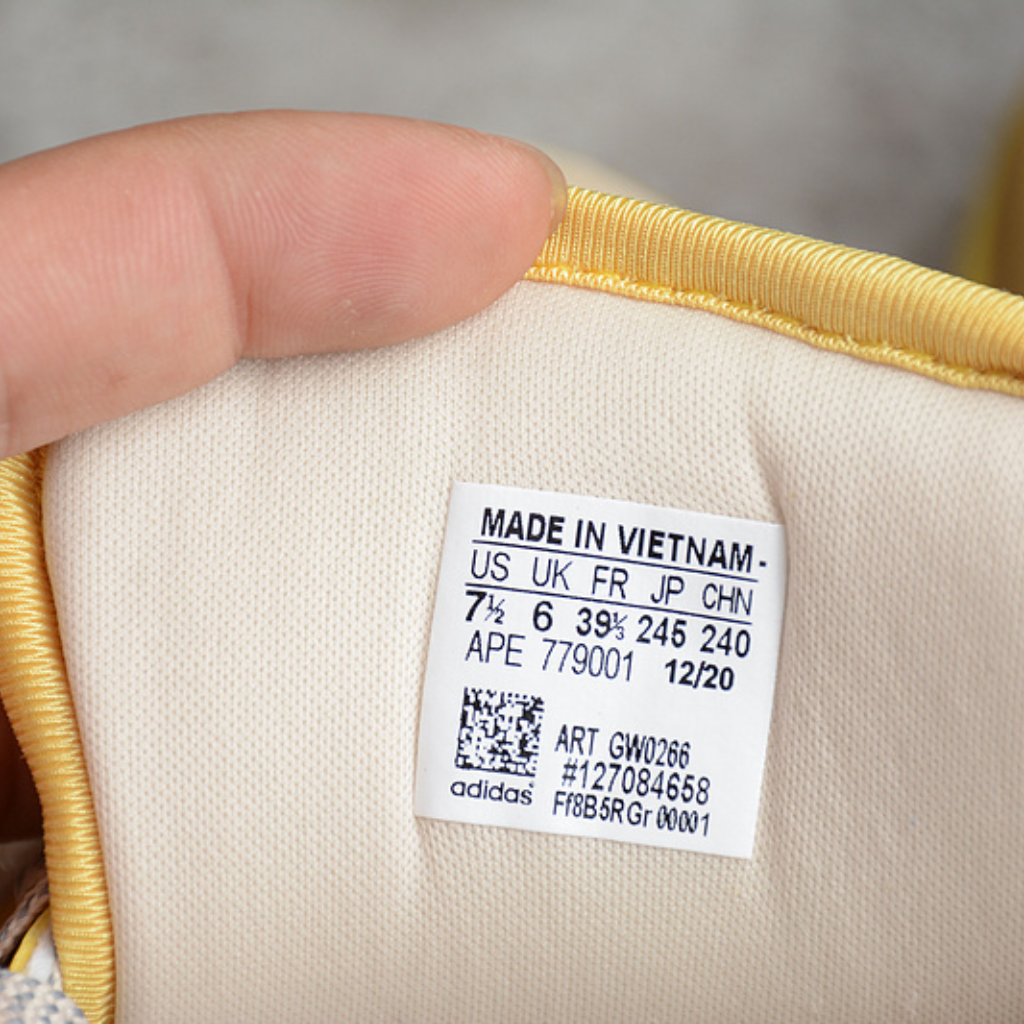 MADE IN VIETNAM -
US UK FR JP CHN
7½ 6 39⅓ 245 240
APE 779001 12/20
ART GW0266
#127084658
adidas
Ff8B5RGr 00001